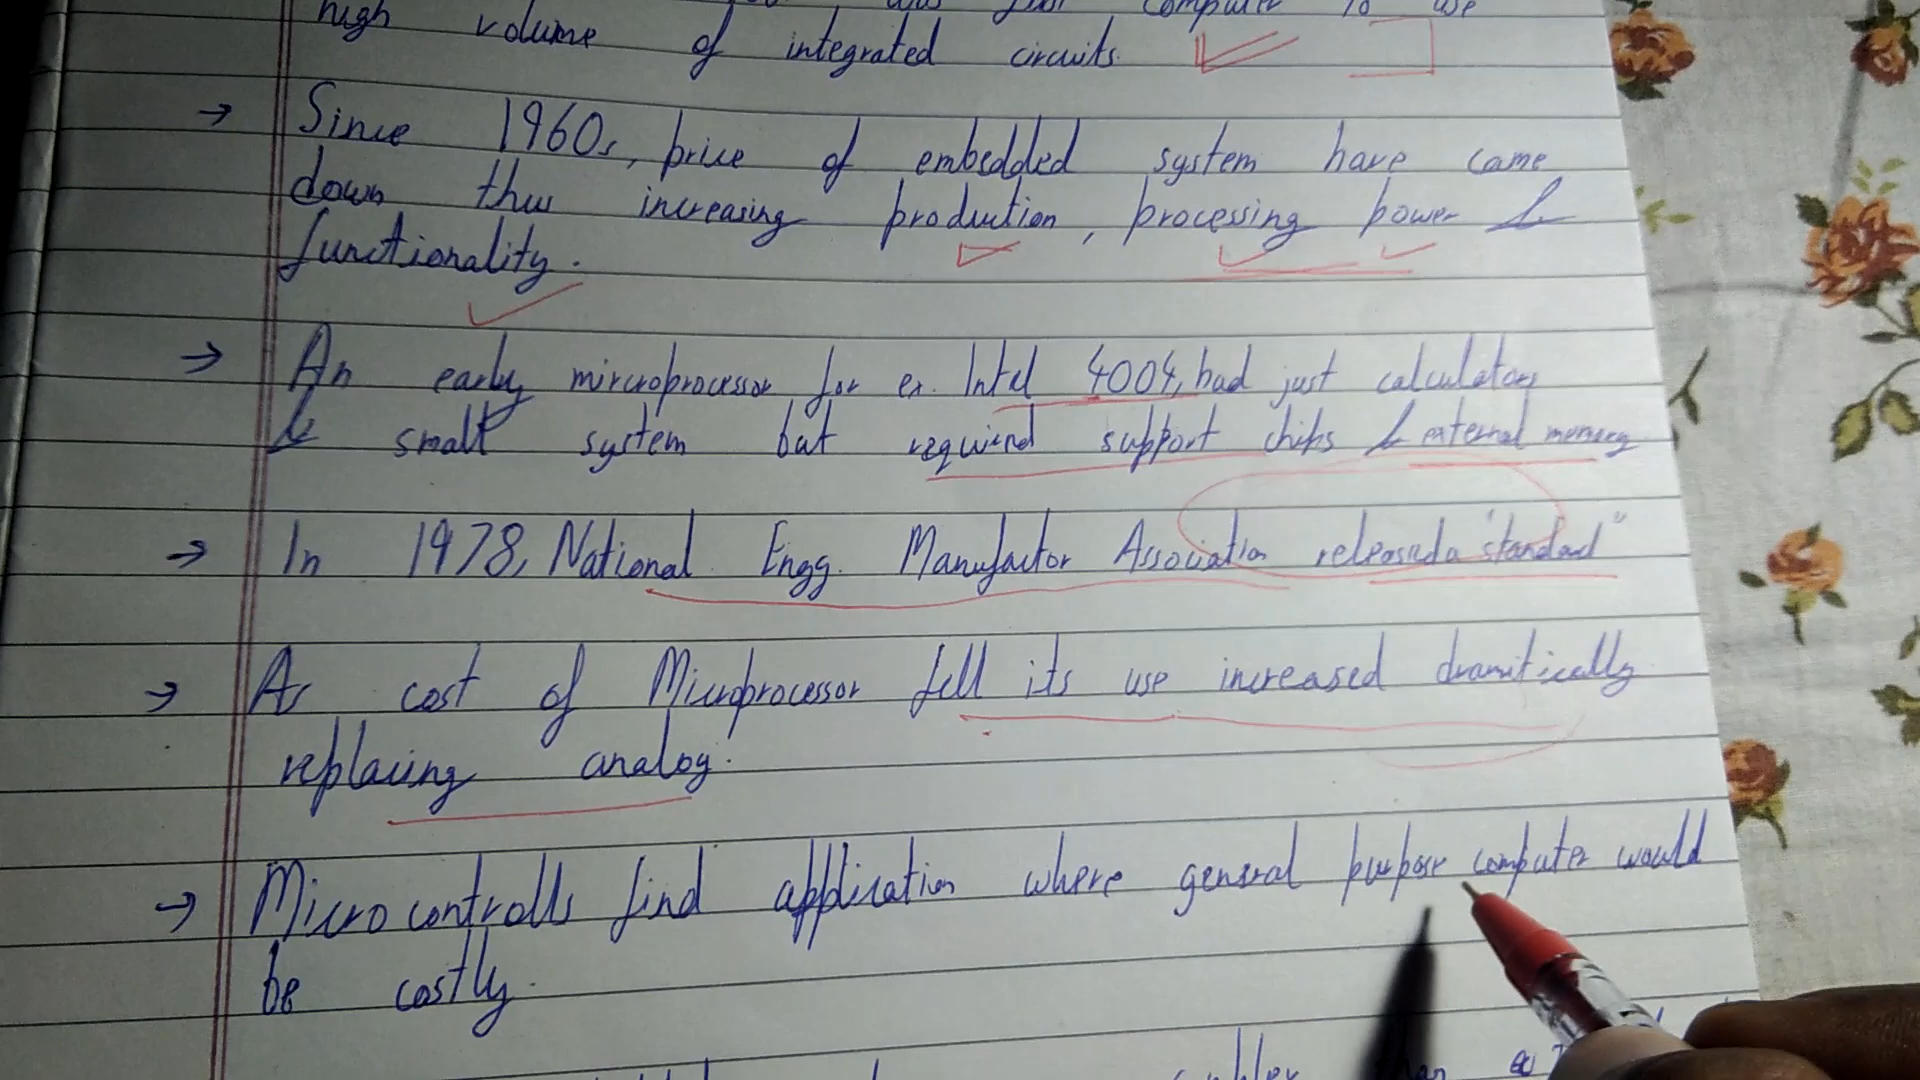 high volume of integrated circuits.
→ Since 1960s, price of embedded system have came
down thus increasing production, processing power &
functionality.
→ An early mircroprocessor for ex. Intel 4004, had just calculators
& small system but required support chips & external memory
→ In 1978, National Engg. Manufactor Association released a "standard"
→ As cost of Microprocessor fell its use increased dramatically
replacing analog.
→ Microcontrolls find application where general purpose computer would
be costly.